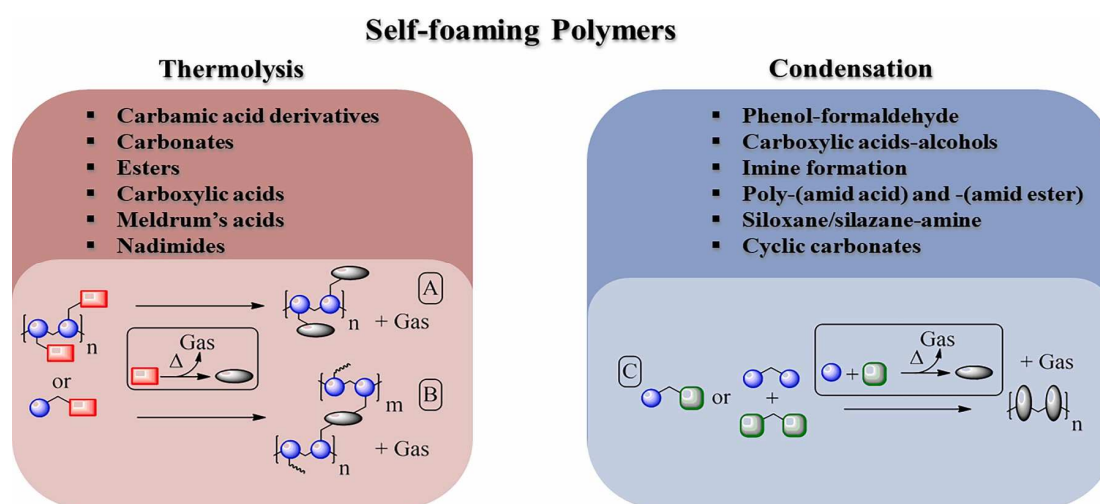 Self-foaming Polymers
Thermolysis
▪ Carbamic acid derivatives
▪ Carbonates
▪ Esters
▪ Carboxylic acids
▪ Meldrum's acids
▪ Nadimides
n
or
Gas
Δ
A
n
+ Gas
B
m
n
+ Gas
Condensation
▪ Phenol-formaldehyde
▪ Carboxylic acids-alcohols
▪ Imine formation
▪ Poly-(amid acid) and -(amid ester)
▪ Siloxane/silazane-amine
▪ Cyclic carbonates
C
or
+
Gas
Δ
+
+ Gas
n